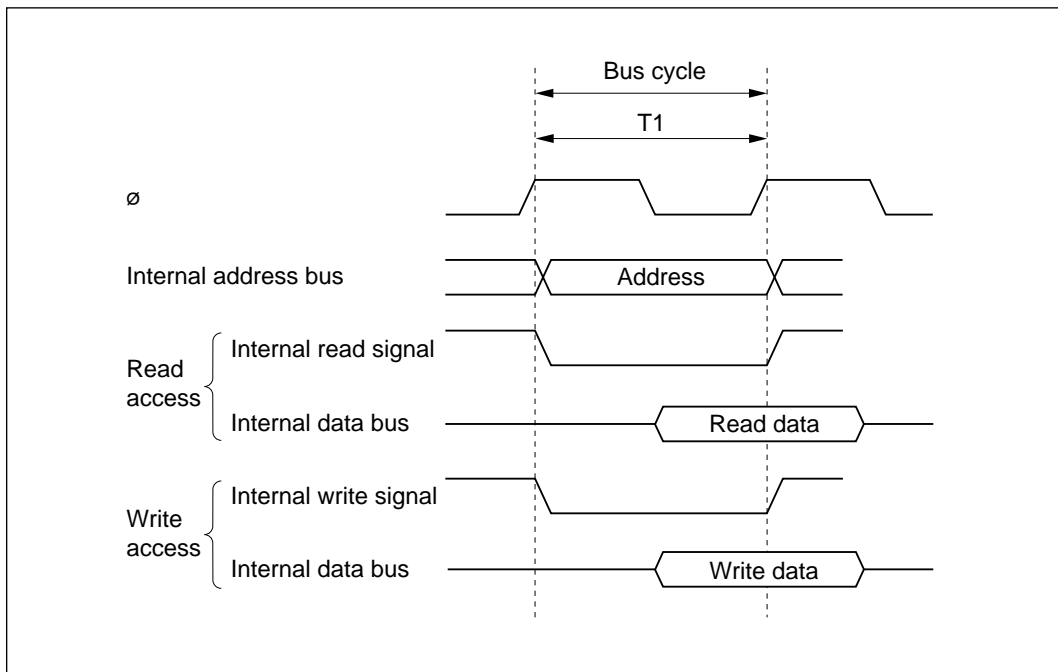 Bus cycle
T1
ø
Internal address bus
Address
Read
access
Internal read signal
Internal data bus
Read data
Write
access
Internal write signal
Internal data bus
Write data